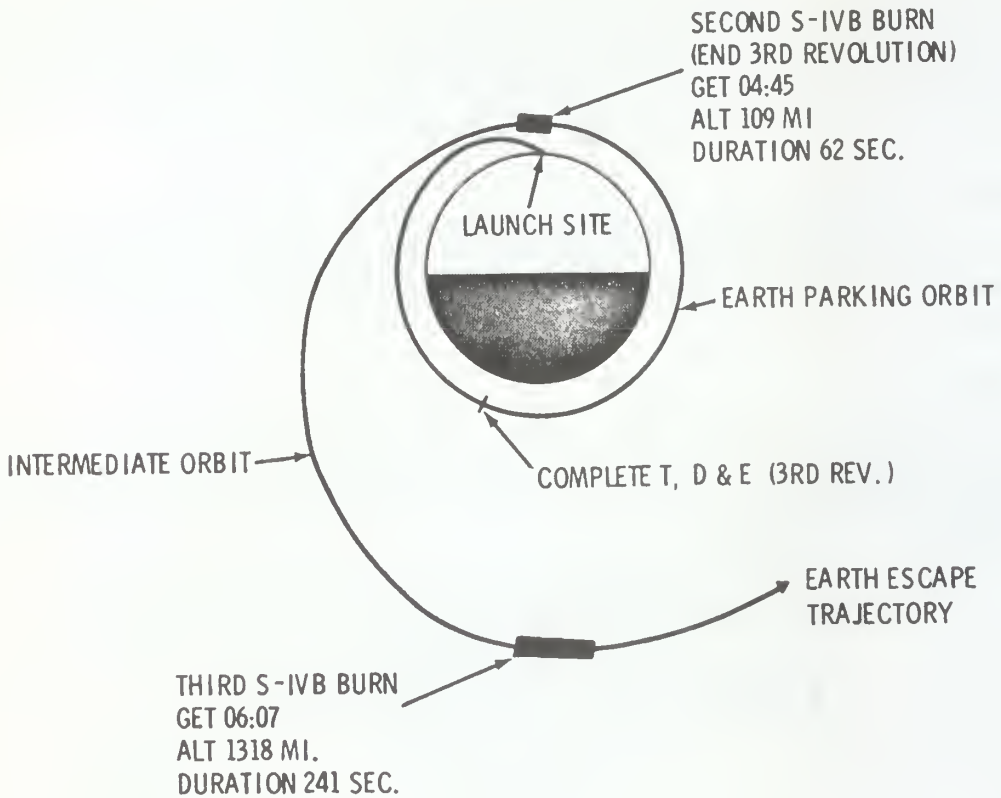 SECOND S-IVB BURN
(END 3RD REVOLUTION)
GET 04:45
ALT 109 MI
DURATION 62 SEC.
LAUNCH SITE
EARTH PARKING ORBIT
INTERMEDIATE ORBIT
COMPLETE T, D & E (3RD REV.)
EARTH ESCAPE
TRAJECTORY
THIRD S-IVB BURN
GET 06:07
ALT 1318 MI.
DURATION 241 SEC.